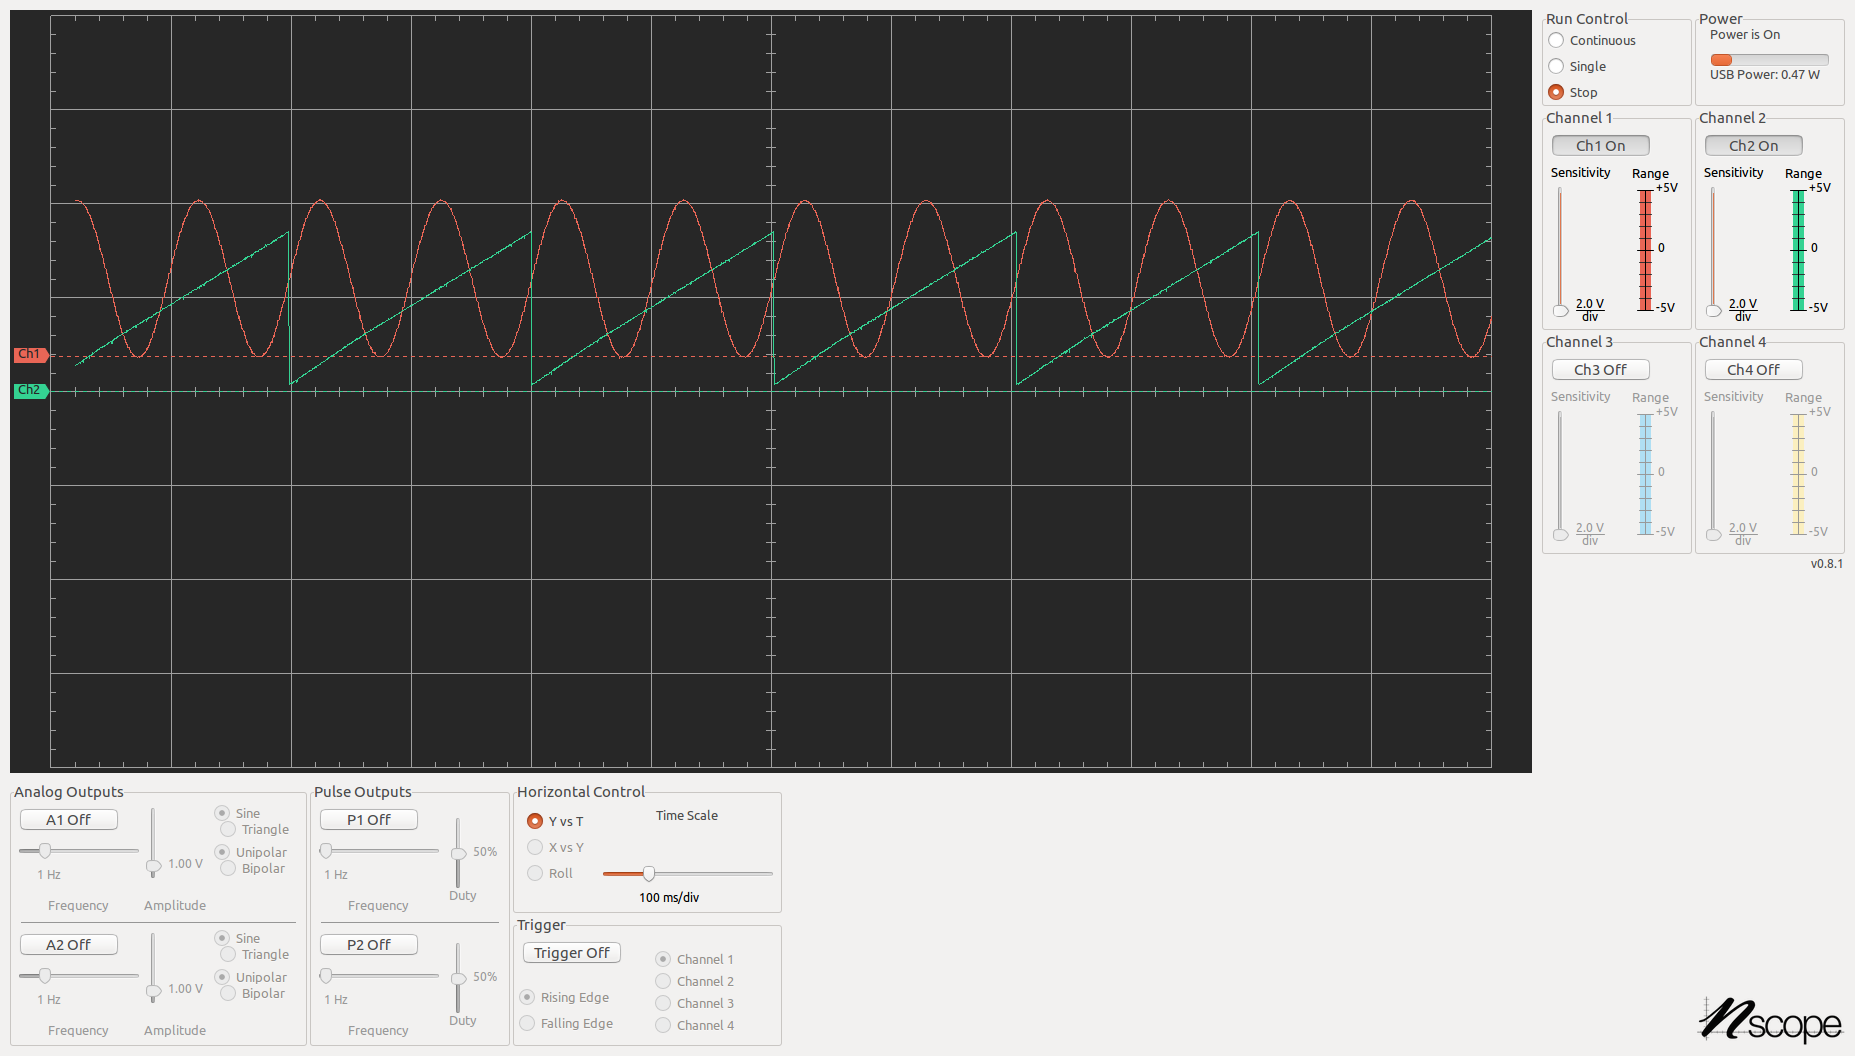 Run Control
Continuous
Single
Stop
Power
Power is On
USB Power: 0.47 W
Channel 1
Ch1 On
Sensitivity
Range
+5V
0
-5V
2.0 V
div
Channel 2
Ch2 On
Sensitivity
Range
+5V
0
-5V
2.0 V
div
Ch1
Ch2
Channel 3
Ch3 Off
Sensitivity
Range
+5V
0
-5V
2.0 V
div
Channel 4
Ch4 Off
Sensitivity
Range
+5V
0
-5V
2.0 V
div
v0.8.1
Analog Outputs
A1 Off
1 Hz
Frequency
1.00 V
Amplitude
Sine
Triangle
Unipolar
Bipolar
A2 Off
1 Hz
Frequency
1.00 V
Amplitude
Sine
Triangle
Unipolar
Bipolar
Pulse Outputs
P1 Off
1 Hz
Frequency
50%
Duty
P2 Off
1 Hz
Frequency
50%
Duty
Horizontal Control
Y vs T
X vs Y
Roll
Time Scale
100 ms/div
Trigger
Trigger Off
Rising Edge
Falling Edge
Channel 1
Channel 2
Channel 3
Channel 4
nscope